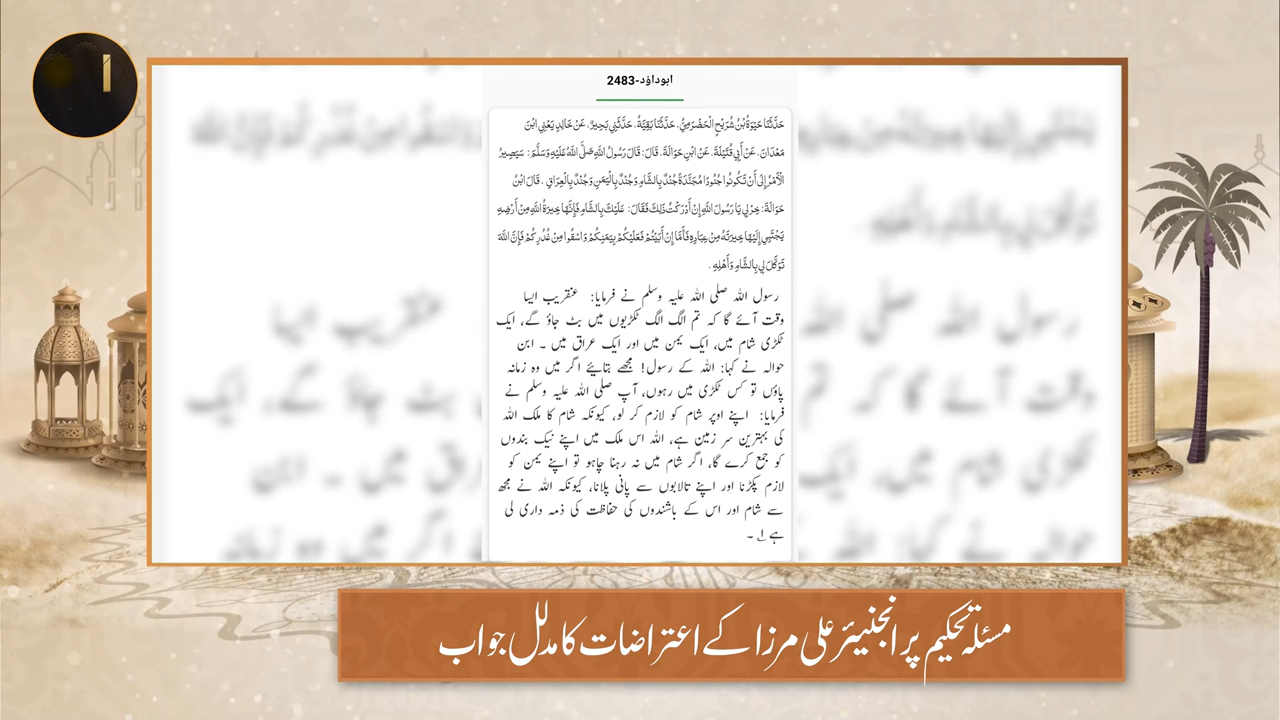 ابوداؤد-2483
حَدَّثَنَا حَيْوَةُ بْنُ شُرَيْحٍ الْحَضْرَمِيُّ، حَدَّثَنَا بَقِيَّةُ، حَدَّثَنِي بَحِيرٌ، عَنْ خَالِدٍ يَعْنِي ابْنَ
مَعْدَانَ، عَنْ أَبِي قُتَيْلَةَ، عَنْ ابْنِ حَوَالَةَ، قَالَ: قَالَ رَسُولُ اللَّهِ صَلَّى اللَّهُ عَلَيْهِ وَسَلَّمَ: سَيَصِيرُ
الْأَمْرُ إِلَى أَنْ تَكُونُوا جُنُودًا مُجَنَّدَةً جُنْدٌ بِالشَّامِ وَجُنْدٌ بِالْيَمَنِ وَجُنْدٌ بِالْعِرَاقِ ، قَالَ ابْنُ
حَوَالَةَ: خِرْ لِي يَا رَسُولَ اللَّهِ إِنْ أَدْرَكْتُ ذَلِكَ فَقَالَ: عَلَيْكَ بِالشَّامِ فَإِنَّهَا خِيرَةُ اللَّهِ مِنْ أَرْضِهِ
يَجْتَبِي إِلَيْهَا خِيرَتَهُ مِنْ عِبَادِهِ فَأَمَّا إِنْ أَبَيْتُمْ فَعَلَيْكُمْ بِيَمَنِكُمْ وَاسْقُوا مِنْ غُدُرِكُمْ فَإِنَّ اللَّهَ
تَوَكَّلَ لِي بِالشَّامِ وَأَهْلِهِ .
رسول اللہ صلی اللہ علیہ وسلم نے فرمایا: عنقریب ایسا
وقت آئے گا کہ تم الگ الگ ٹکڑیوں میں بٹ جاؤ گے، ایک
ٹکڑی شام میں، ایک یمن میں اور ایک عراق میں ۔ ابن
حوالہ نے کہا: اللہ کے رسول! مجھے بتائیے اگر میں وہ زمانہ
پاؤں تو کس ٹکڑی میں رہوں، آپ صلی اللہ علیہ وسلم نے
فرمایا: اپنے اوپر شام کو لازم کر لو، کیونکہ شام کا ملک اللہ
کی بہترین سر زمین ہے، اللہ اس ملک میں اپنے نیک بندوں
کو جمع کرے گا، اگر شام میں نہ رہنا چاہو تو اپنے یمن کو
لازم پکڑنا اور اپنے تالابوں سے پانی پلانا، کیونکہ اللہ نے مجھ
سے شام اور اس کے باشندوں کی حفاظت کی ذمہ داری لی
ہے ۱؎ ۔
مسئلہ تحکیم پر انجنیئر علی مرزا کے اعتراضات کا مدلل جواب